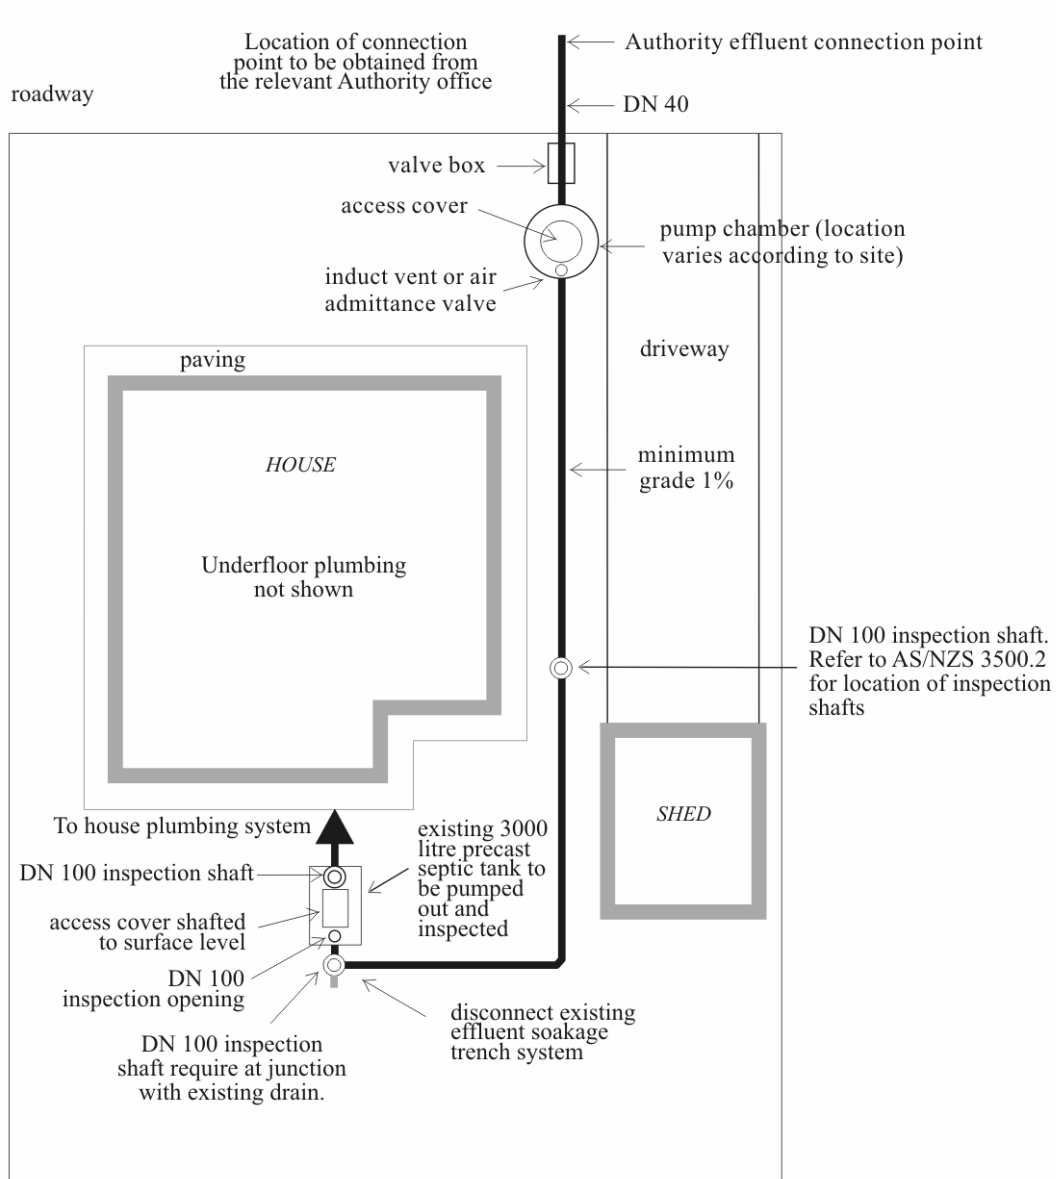 Location of connection
point to be obtained from
the relevant Authority office
Authority effluent connection point
roadway
DN 40
valve box
access cover
pump chamber (location
varies according to site)
induct vent or air
admittance valve
paving
driveway
HOUSE
minimum
grade 1%
Underfloor plumbing
not shown
DN 100 inspection shaft.
Refer to AS/NZS 3500.2
for location of inspection
shafts
SHED
To house plumbing system
existing 3000
litre precast
septic tank to
be pumped
out and
inspected
DN 100 inspection shaft
access cover shafted
to surface level
DN 100
inspection opening
disconnect existing
effluent soakage
trench system
DN 100 inspection
shaft require at junction
with existing drain.